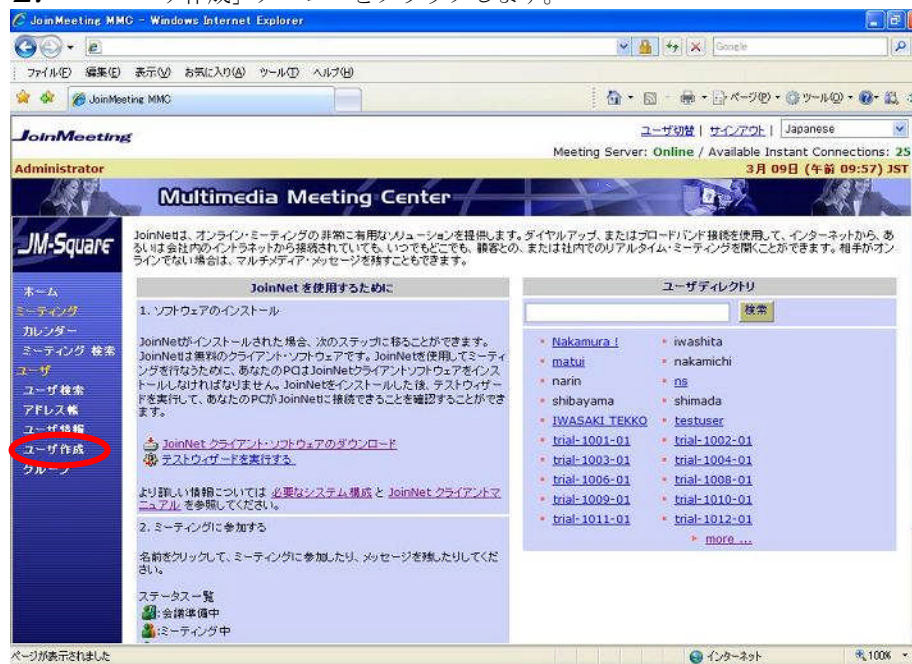 作成」
をクリックします。
JoinMeeting MMC - Windows Internet Explorer
Google
ファイル(F) 編集(E) 表示(V) お気に入り(A) ツール(T) ヘルプ(H)
JoinMeeting MMC
ページ(P) ツール(O)
JoinMeeting
ユーザ切替 | サインアウト | Japanese
Meeting Server: Online / Available Instant Connections: 25
Administrator
3月 09日 (午前 09:57) JST
Multimedia Meeting Center
JM-Square
JoinNetは、オンライン・ミーティングの非常に有用なソリューションを提供します。ダイヤルアップ、またはブロードバンド接続を使用して、インターネットから、あ
るいは会社内のイントラネットから接続されていても、いつでもどこでも、顧客との、または社内でのリアルタイム・ミーティングを開くことができます。相手がオン
ラインでない場合は、マルチメディア・メッセージを残すこともできます。
ホーム
ミーティング
カレンダー
ミーティング 検索
ユーザ
ユーザ検索
アドレス帳
ユーザ情報
ユーザ作成
グループ
JoinNet を使用するために
1. ソフトウェアのインストール
JoinNetがインストールされた場合、次のステップに移ることができます。
JoinNetは無料のクライアント・ソフトウェアです。JoinNetを使用してミーティ
ングを行なうために、あなたのPCはJoinNetクライアントソフトウェアをインス
トールしなければなりません。JoinNetをインストールした後、テストウィザー
ドを実行して、あなたのPCがJoinNetに接続できることを確認することができ
ます。
JoinNet クライアント・ソフトウェアのダウンロード
テストウィザードを実行する
より詳しい情報については 必要なシステム構成 と JoinNet クライアントマ
ニュアル を参照してください。
2. ミーティングに参加する
名前をクリックして、ミーティングに参加したり、メッセージを残したりしてくだ
さい。
ステータス一覧
:会議準備中
:ミーティング中
ユーザディレクトリ
検索
Nakamura ! iwashita
matui nakamichi
narin ns
shibayama shimada
IWASAKI TEKKO testuser
trial-1001-01 trial-1002-01
trial-1003-01 trial-1004-01
trial-1006-01 trial-1008-01
trial-1009-01 trial-1010-01
trial-1011-01 trial-1012-01
more ...
ページが表示されました インターネット 100%